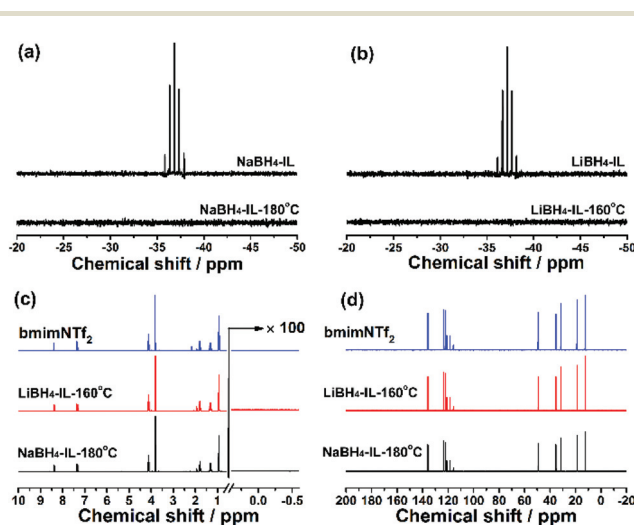 (a)
NaBH₄-IL
NaBH₄-IL-180°C
-20 -25 -30 -35 -40 -45 -50
Chemical shift / ppm
(b)
LiBH₄-IL
LiBH₄-IL-160°C
-20 -25 -30 -35 -40 -45 -50
Chemical shift / ppm
(c)
× 100
bmimNTf₂
LiBH₄-IL-160°C
NaBH₄-IL-180°C
10 9 8 7 6 5 4 3 2 1 0.0 -0.5
Chemical shift / ppm
(d)
bmimNTf₂
LiBH₄-IL-160°C
NaBH₄-IL-180°C
200 180 160 140 120 100 80 60 40 20 0 -20
Chemical shift / ppm